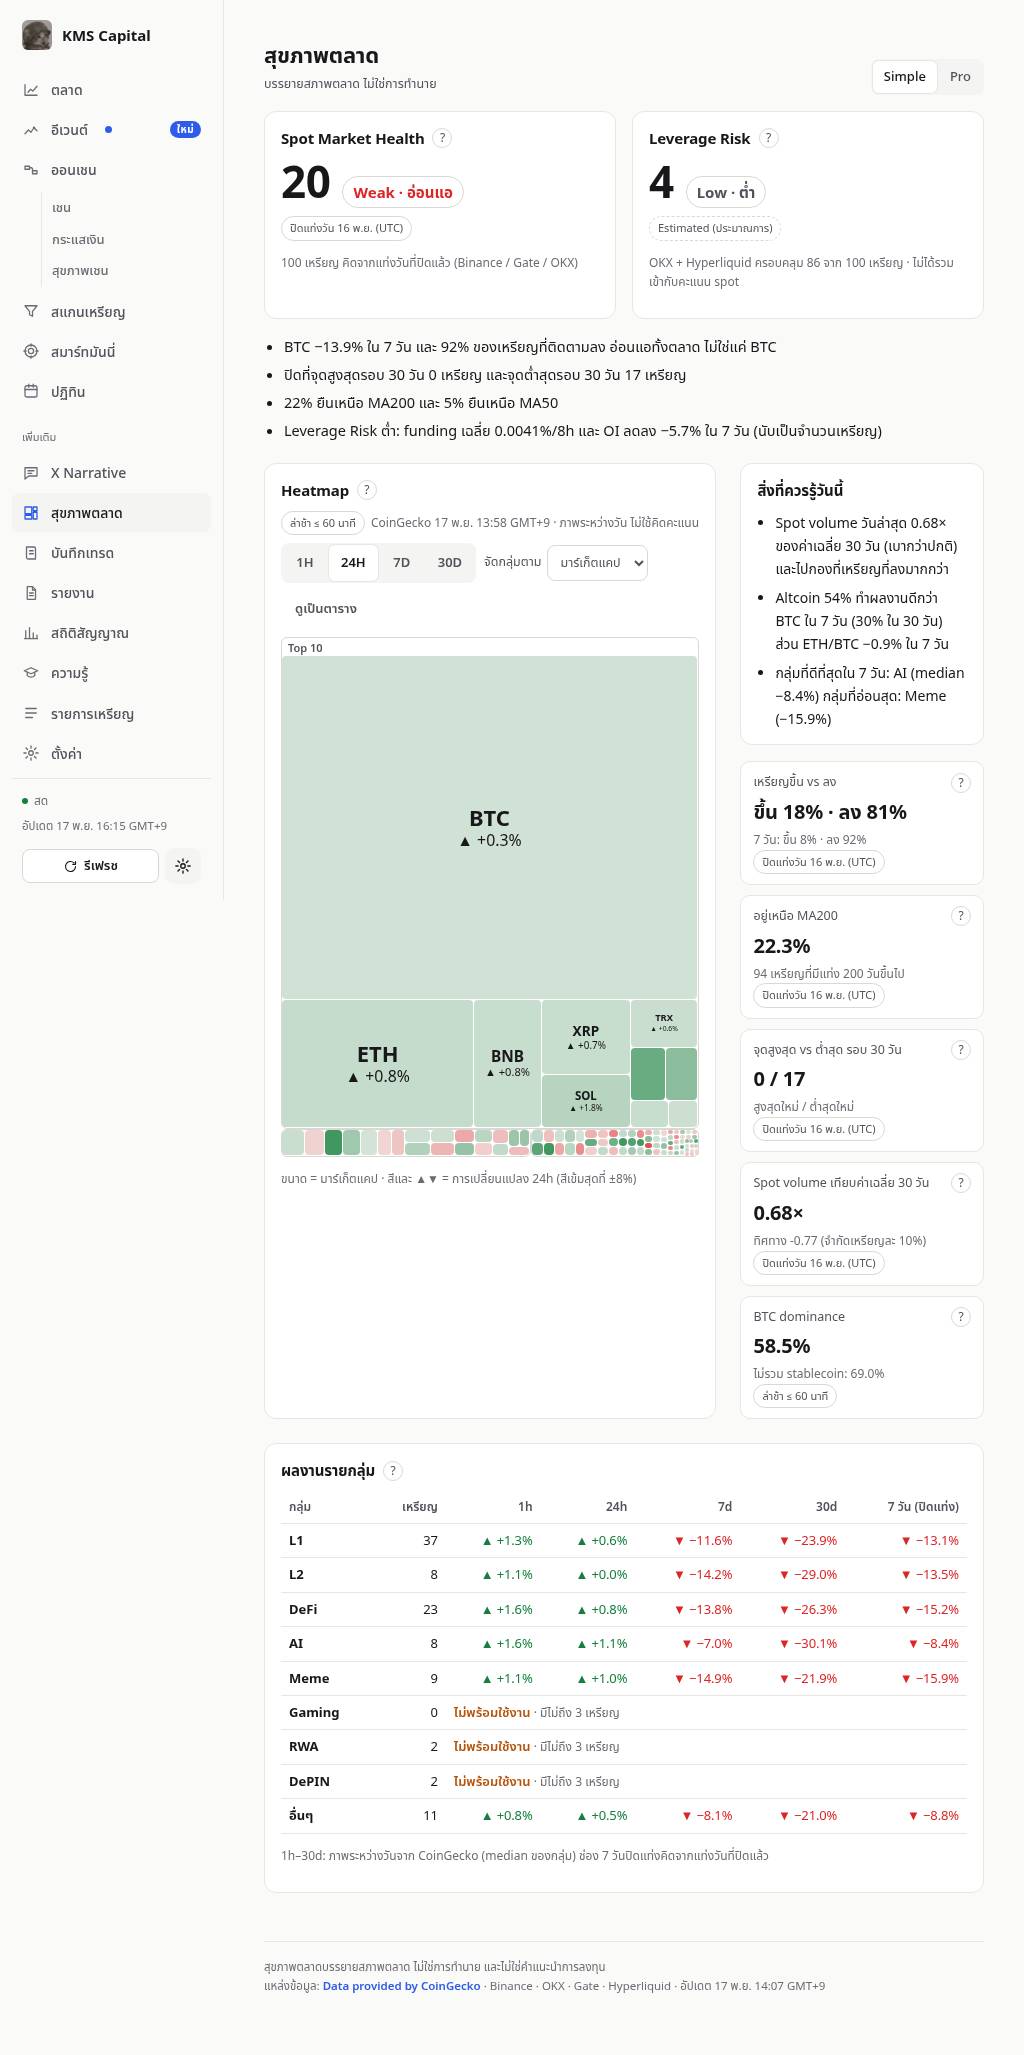 KMS Capital
ตลาด
อีเวนต์
ใหม่
ออนเชน
เชน
กระแสเงิน
สุขภาพเชน
สแกนเหรียญ
สมาร์ทมันนี่
ปฏิทิน
เพิ่มเติม
X Narrative
สุขภาพตลาด
บันทึกเทรด
รายงาน
สถิติสัญญาณ
ความรู้
รายการเหรียญ
ตั้งค่า
สด
อัปเดต 17 พ.ย. 16:15 GMT+9
รีเฟรช
สุขภาพตลาด
บรรยายสภาพตลาด ไม่ใช่การทำนาย
Simple Pro
Spot Market Health ?
20 Weak · อ่อนแอ
ปิดแท่งวัน 16 พ.ย. (UTC)
100 เหรียญ คิดจากแท่งวันที่ปิดแล้ว (Binance / Gate / OKX)
Leverage Risk ?
4 Low · ต่ำ
Estimated (ประมาณการ)
OKX + Hyperliquid ครอบคลุม 86 จาก 100 เหรียญ · ไม่ได้รวม
เข้ากับคะแนน spot
• BTC −13.9% ใน 7 วัน และ 92% ของเหรียญที่ติดตามลง อ่อนแอทั้งตลาด ไม่ใช่แค่ BTC
• ปิดที่จุดสูงสุดรอบ 30 วัน 0 เหรียญ และจุดต่ำสุดรอบ 30 วัน 17 เหรียญ
• 22% ยืนเหนือ MA200 และ 5% ยืนเหนือ MA50
• Leverage Risk ต่ำ: funding เฉลี่ย 0.0041%/8h และ OI ลดลง −5.7% ใน 7 วัน (นับเป็นจำนวนเหรียญ)
Heatmap ?
ล่าช้า ≤ 60 นาที CoinGecko 17 พ.ย. 13:58 GMT+9 · ภาพระหว่างวัน ไม่ใช้คิดคะแนน
1H 24H 7D 30D จัดกลุ่มตาม มาร์เก็ตแคป
ดูเป็นตาราง
Top 10
BTC
▲ +0.3%
ETH
▲ +0.8%
BNB
▲ +0.8%
XRP
▲ +0.7%
SOL
▲ +1.8%
TRX
▲ +0.6%
ขนาด = มาร์เก็ตแคป · สีและ ▲▼ = การเปลี่ยนแปลง 24h (สีเข้มสุดที่ ±8%)
สิ่งที่ควรรู้วันนี้
• Spot volume วันล่าสุด 0.68×
ของค่าเฉลี่ย 30 วัน (เบากว่าปกติ)
และไปกองที่เหรียญที่ลงมากกว่า
• Altcoin 54% ทำผลงานดีกว่า
BTC ใน 7 วัน (30% ใน 30 วัน)
ส่วน ETH/BTC −0.9% ใน 7 วัน
• กลุ่มที่ดีที่สุดใน 7 วัน: AI (median
−8.4%) กลุ่มที่อ่อนสุด: Meme
(−15.9%)
เหรียญขึ้น vs ลง ?
ขึ้น 18% · ลง 81%
7 วัน: ขึ้น 8% · ลง 92%
ปิดแท่งวัน 16 พ.ย. (UTC)
อยู่เหนือ MA200 ?
22.3%
94 เหรียญที่มีแท่ง 200 วันขึ้นไป
ปิดแท่งวัน 16 พ.ย. (UTC)
จุดสูงสุด vs ต่ำสุด รอบ 30 วัน ?
0 / 17
สูงสุดใหม่ / ต่ำสุดใหม่
ปิดแท่งวัน 16 พ.ย. (UTC)
Spot volume เทียบค่าเฉลี่ย 30 วัน ?
0.68×
ทิศทาง -0.77 (จำกัดเหรียญละ 10%)
ปิดแท่งวัน 16 พ.ย. (UTC)
BTC dominance ?
58.5%
ไม่รวม stablecoin: 69.0%
ล่าช้า ≤ 60 นาที
ผลงานรายกลุ่ม ?
กลุ่ม เหรียญ 1h 24h 7d 30d 7 วัน (ปิดแท่ง)
L1 37 ▲ +1.3% ▲ +0.6% ▼ −11.6% ▼ −23.9% ▼ −13.1%
L2 8 ▲ +1.1% ▲ +0.0% ▼ −14.2% ▼ −29.0% ▼ −13.5%
DeFi 23 ▲ +1.6% ▲ +0.8% ▼ −13.8% ▼ −26.3% ▼ −15.2%
AI 8 ▲ +1.6% ▲ +1.1% ▼ −7.0% ▼ −30.1% ▼ −8.4%
Meme 9 ▲ +1.1% ▲ +1.0% ▼ −14.9% ▼ −21.9% ▼ −15.9%
Gaming 0 ไม่พร้อมใช้งาน · มีไม่ถึง 3 เหรียญ
RWA 2 ไม่พร้อมใช้งาน · มีไม่ถึง 3 เหรียญ
DePIN 2 ไม่พร้อมใช้งาน · มีไม่ถึง 3 เหรียญ
อื่นๆ 11 ▲ +0.8% ▲ +0.5% ▼ −8.1% ▼ −21.0% ▼ −8.8%
1h–30d: ภาพระหว่างวันจาก CoinGecko (median ของกลุ่ม) ช่อง 7 วันปิดแท่งคิดจากแท่งวันที่ปิดแล้ว
สุขภาพตลาดบรรยายสภาพตลาด ไม่ใช่การทำนาย และไม่ใช่คำแนะนำการลงทุน
แหล่งข้อมูล: Data provided by CoinGecko · Binance · OKX · Gate · Hyperliquid · อัปเดต 17 พ.ย. 14:07 GMT+9